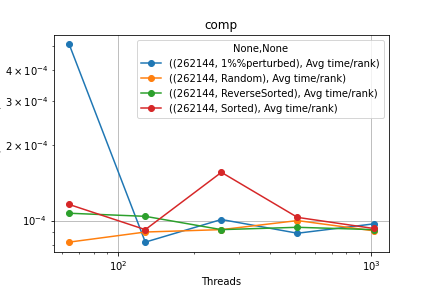 comp
None,None
((262144, 1%%perturbed), Avg time/rank)
((262144, Random), Avg time/rank)
((262144, ReverseSorted), Avg time/rank)
((262144, Sorted), Avg time/rank)
4 × 10⁻⁴
3 × 10⁻⁴
2 × 10⁻⁴
10⁻⁴
10² 10³
Threads